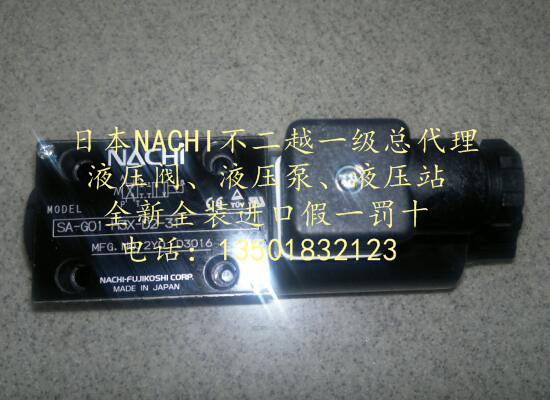 日本NACHI不二越一级总代理
NACHI
液压阀、液压泵、液压站
MODEL
全新全装进口假一罚十
TÜV
电话：13501832123
MFG. NO.
NACHI-FUJIKOSHI CORP.
MADE IN JAPAN